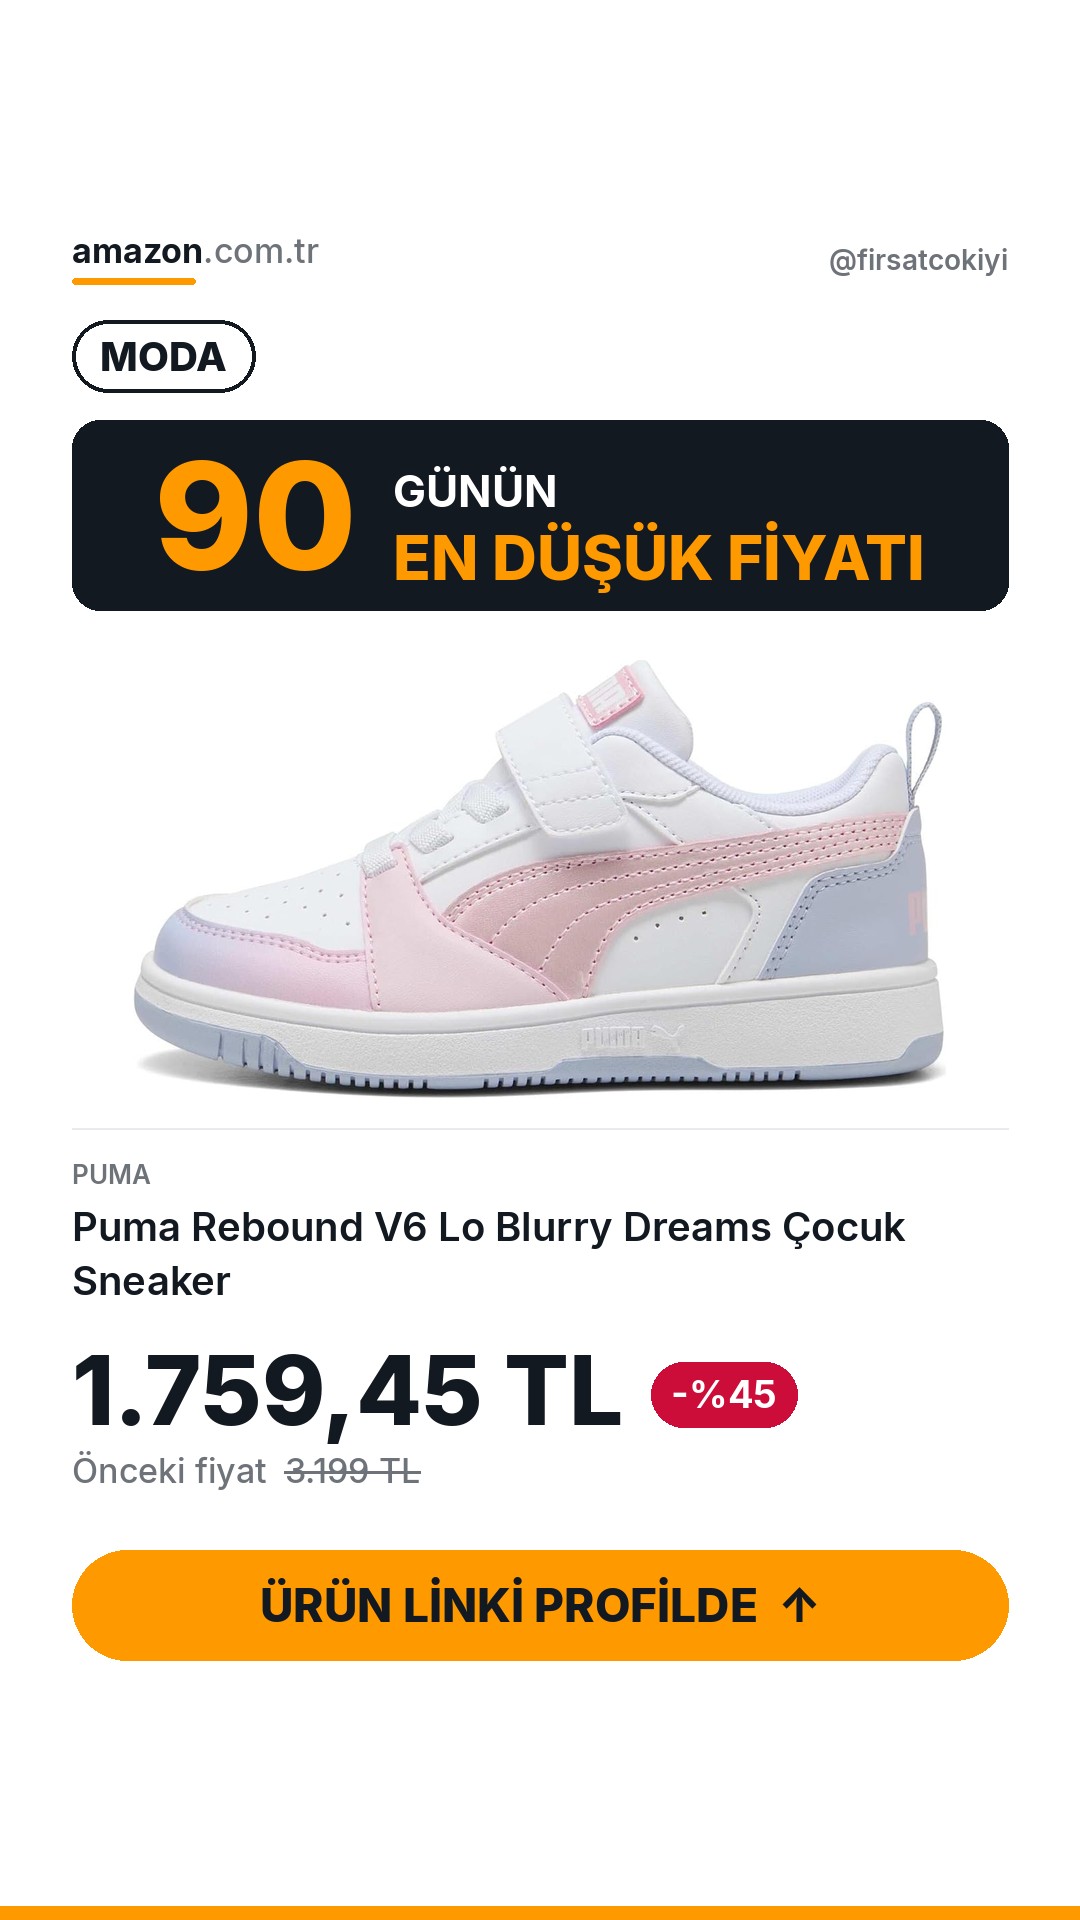 amazon.com.tr
@firsatcokiyi
MODA
90 GÜNÜN
EN DÜŞÜK FİYATI
PUMA
PUMA
Puma Rebound V6 Lo Blurry Dreams Çocuk
Sneaker
1.759,45 TL -%45
Önceki fiyat 3.199 TL
ÜRÜN LİNKİ PROFİLDE ↑